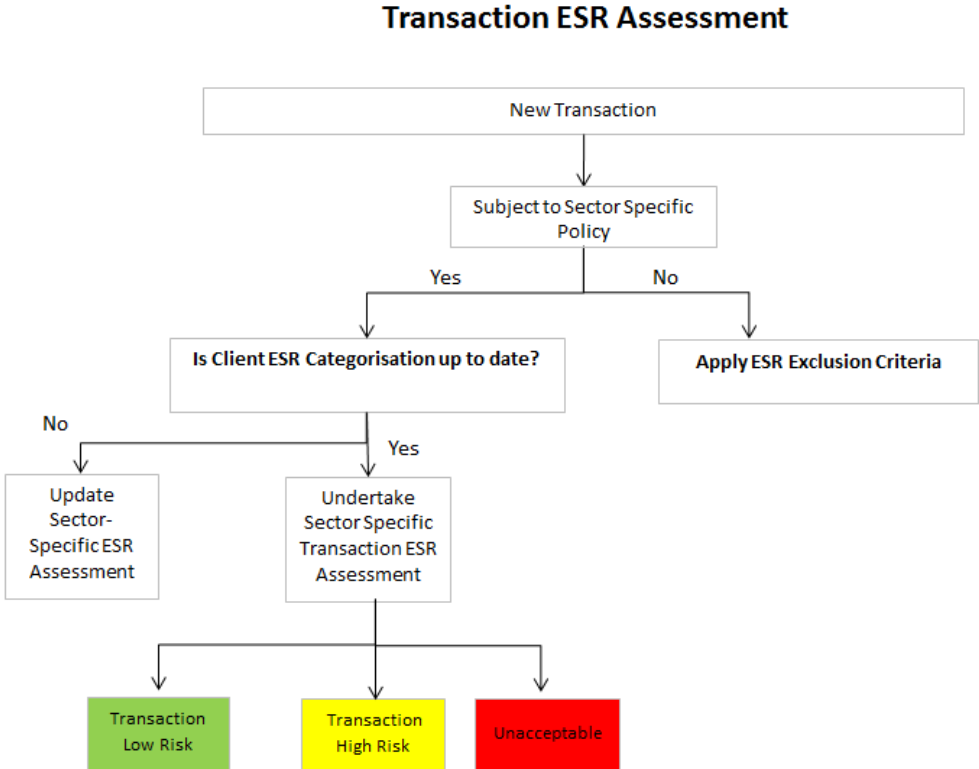 Transaction ESR Assessment
New Transaction
Subject to Sector Specific
Policy
Yes
No
Is Client ESR Categorisation up to date?
Apply ESR Exclusion Criteria
No
Yes
Update
Sector-
Specific ESR
Assessment
Undertake
Sector Specific
Transaction ESR
Assessment
Transaction
Low Risk
Transaction
High Risk
Unacceptable